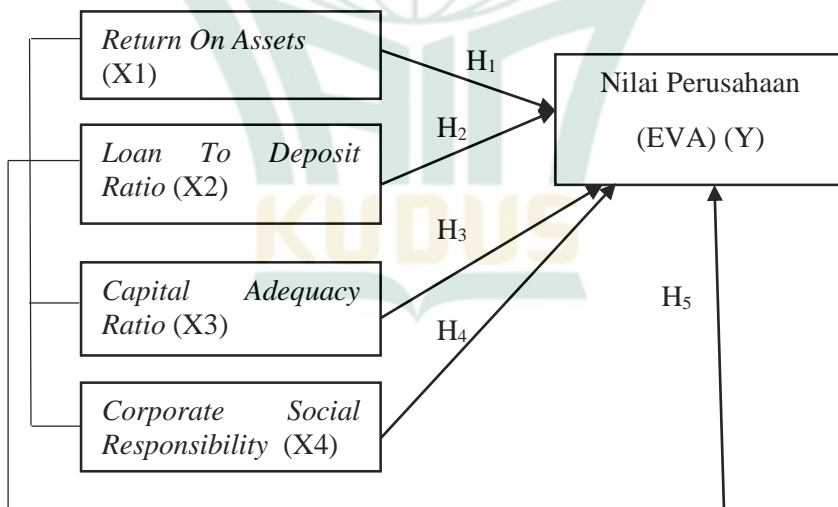 Return On Assets
(X1)
H₁
Nilai Perusahaan
(EVA) (Y)
H₂
Loan To Deposit
Ratio (X2)
KUDUS
H₃
Capital Adequacy
Ratio (X3)
H₄
H₅
Corporate Social
Responsibility (X4)